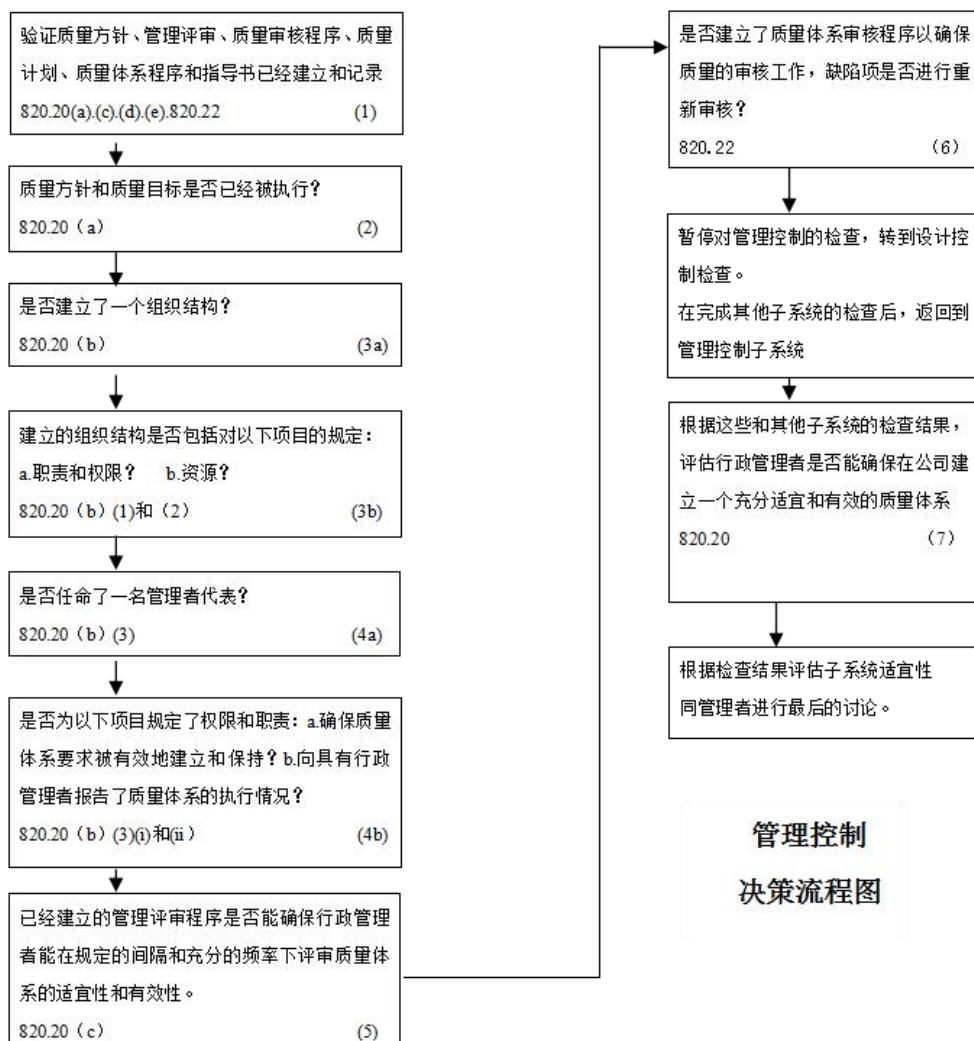 验证质量方针、管理评审、质量审核程序、质量
计划、质量体系程序和指导书已经建立和记录
820.20(a).(c).(d).(e).820.22 (1)
质量方针和质量目标是否已经被执行？
820.20（a） (2)
是否建立了一个组织结构？
820.20（b） (3a)
建立的组织结构是否包括对以下项目的规定：
a.职责和权限？ b.资源？
820.20（b）(1)和（2） (3b)
是否任命了一名管理者代表？
820.20（b）(3) (4a)
是否为以下项目规定了权限和职责：a.确保质量
体系要求被有效地建立和保持？b.向具有行政
管理者报告了质量体系的执行情况？
820.20（b）(3)(i)和(ii） (4b)
已经建立的管理评审程序是否能确保行政管理
者能在规定的间隔和充分的频率下评审质量体
系的适宜性和有效性。
820.20（c） (5)
是否建立了质量体系审核程序以确保
质量的审核工作，缺陷项是否进行重
新审核？
820.22 （6）
暂停对管理控制的检查，转到设计控
制检查。
在完成其他子系统的检查后，返回到
管理控制子系统
根据这些和其他子系统的检查结果，
评估行政管理者是否能确保在公司建
立一个充分适宜和有效的质量体系
820.20 （7）
根据检查结果评估子系统适宜性
同管理者进行最后的讨论。
管理控制
决策流程图